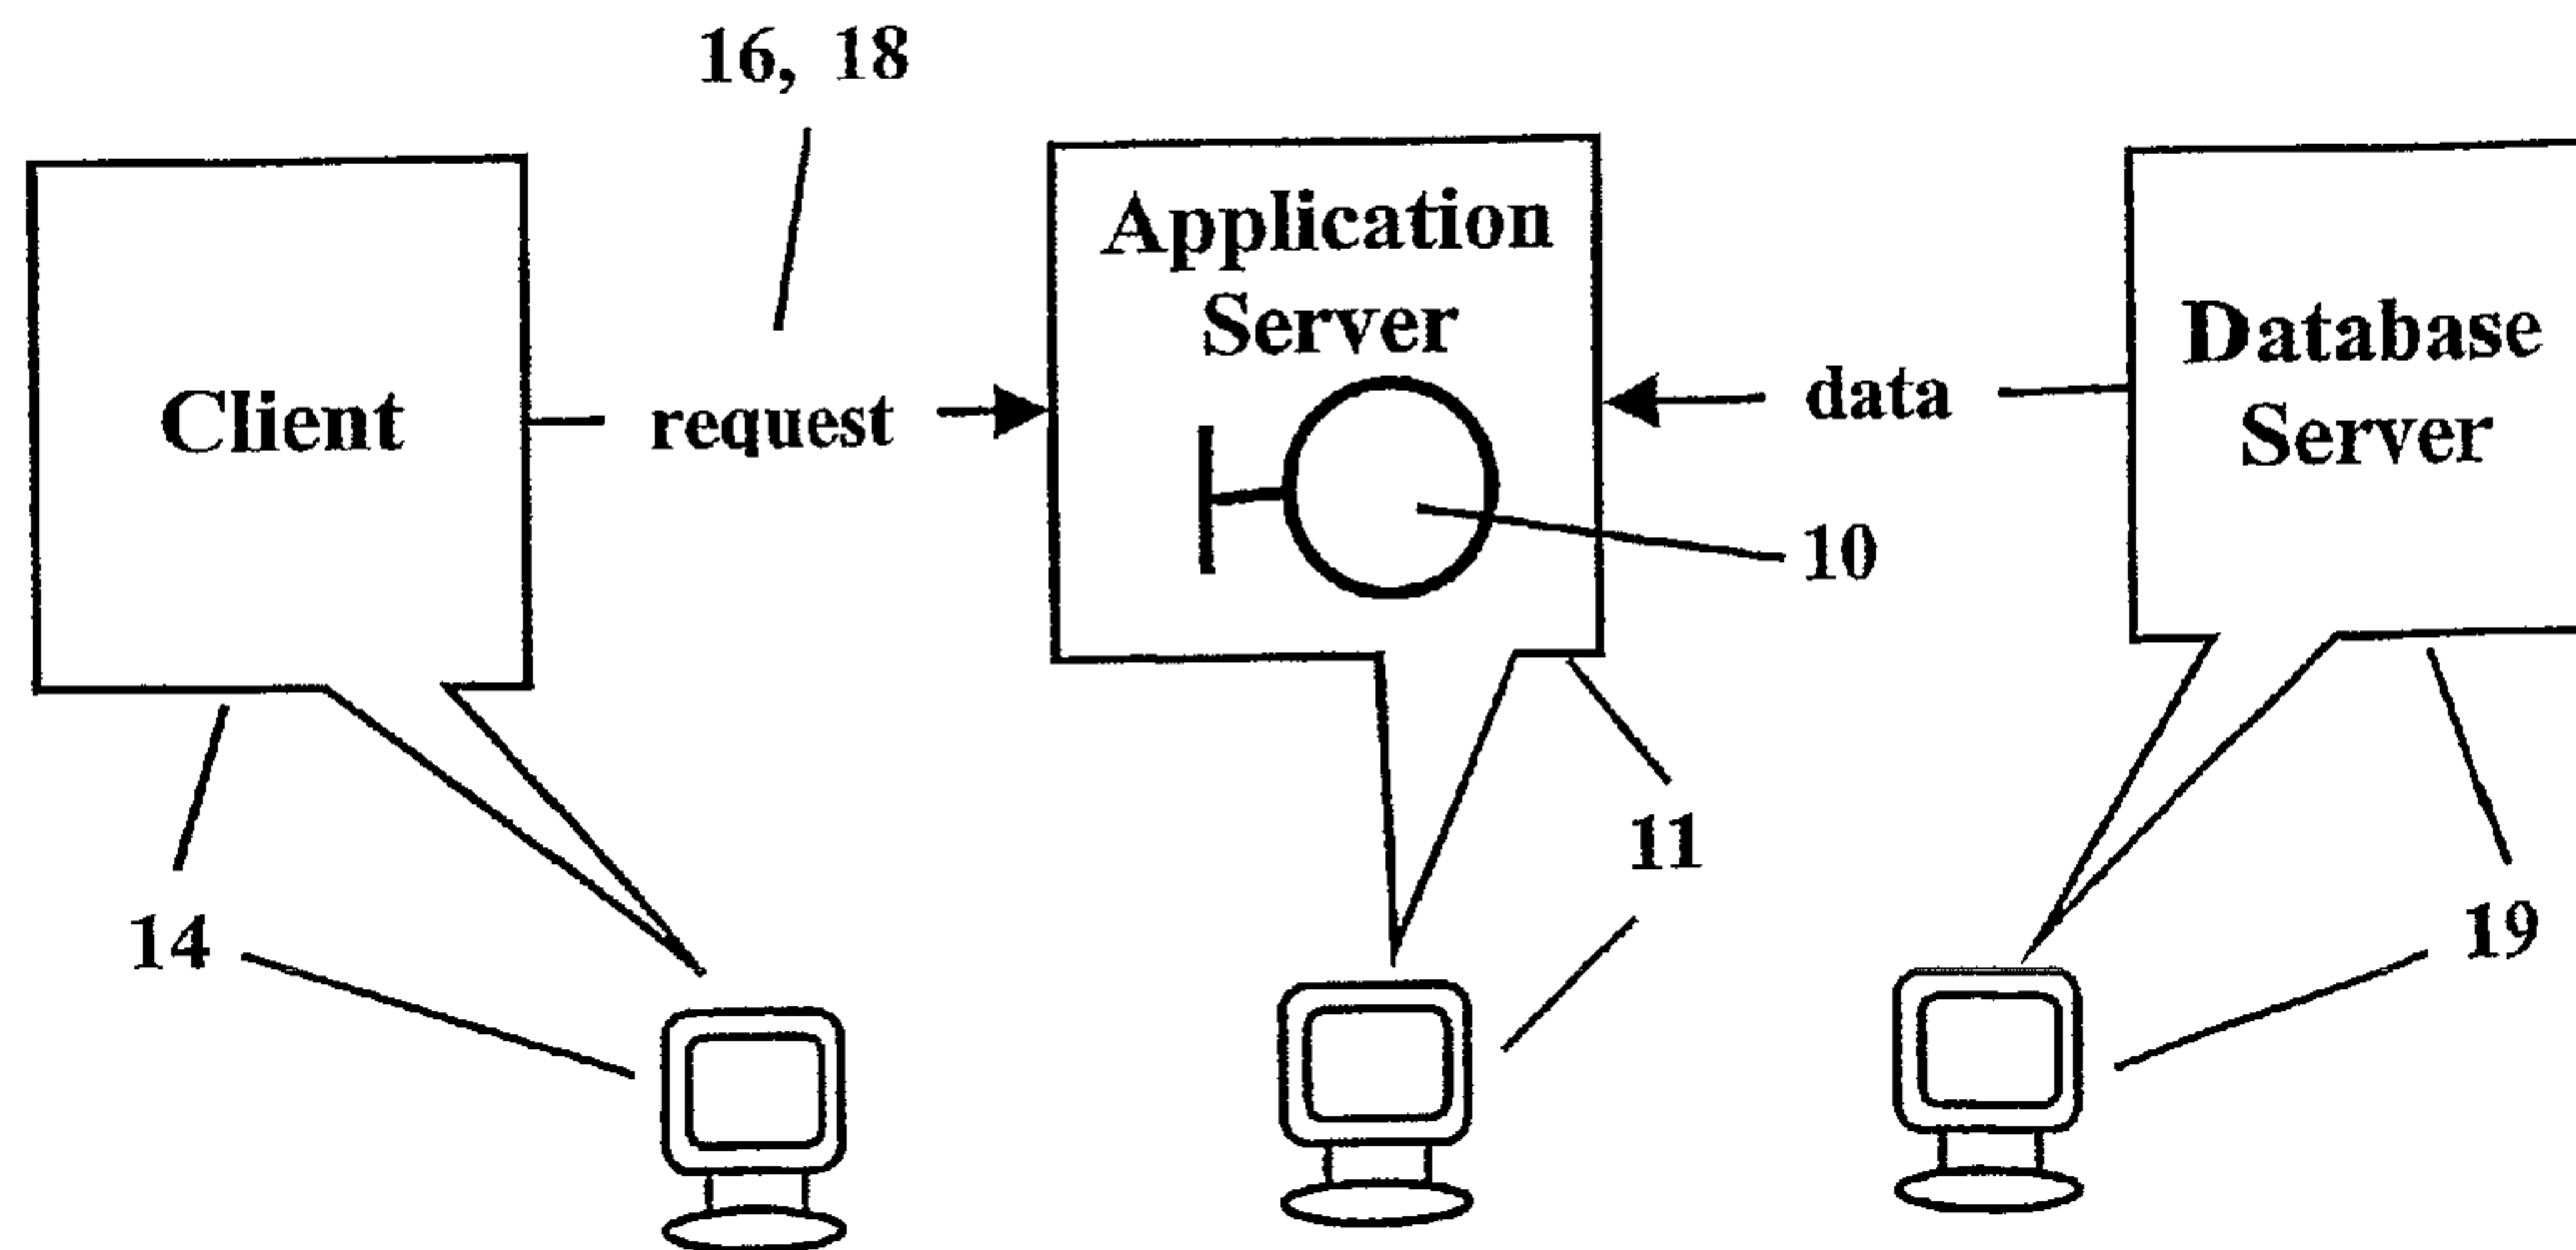 16, 18
Client
request
Application
Server
data
Database
Server
10
11
14
19